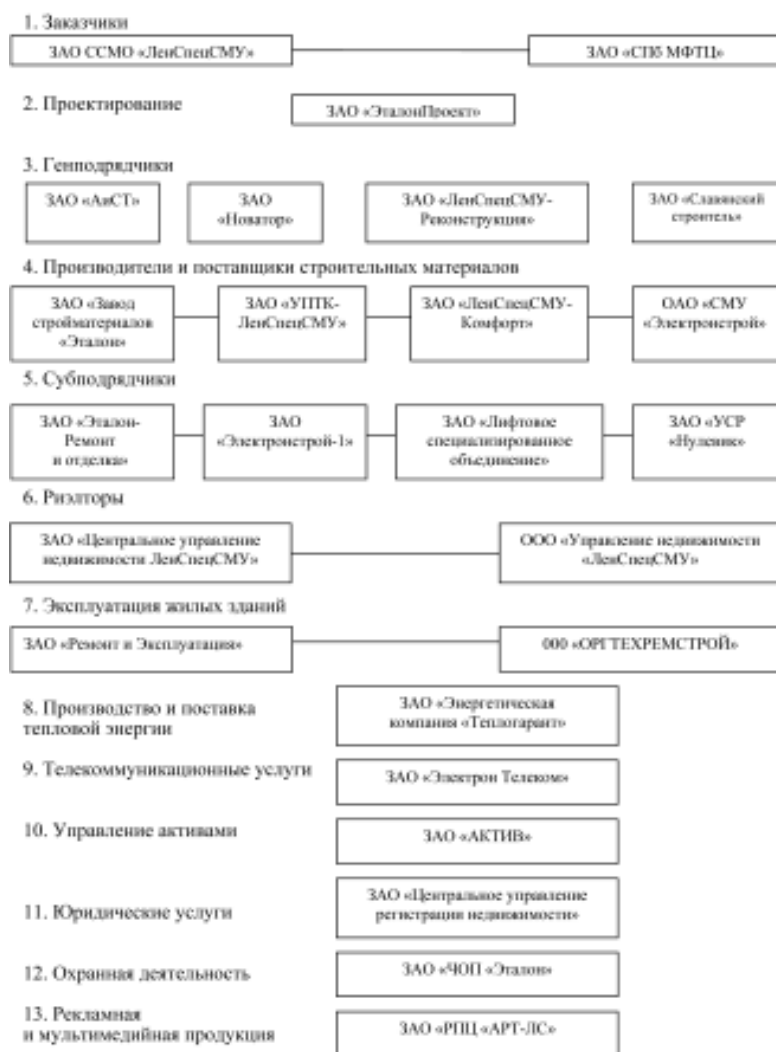 1. Заказчики
ЗАО ССМО «ЛенСпецСМУ»
ЗАО «СПб МФТЦ»
2. Проектирование
ЗАО «ЭталонПроект»
3. Генподрядчики
ЗАО «АиСТ»
ЗАО
«Новатор»
ЗАО «ЛенСпецСМУ-
Реконструкция»
ЗАО «Славянский
строитель»
4. Производители и поставщики строительных материалов
ЗАО «Завод
стройматериалов
«Эталон»
ЗАО «УПТК-
ЛенСпецСМУ»
ЗАО «ЛенСпецСМУ-
Комфорт»
ОАО «СМУ
«Электронстрой»
5. Субподрядчики
ЗАО «Эталон-
Ремонт
и отделка»
ЗАО
«Электронстрой-1»
ЗАО «Лифтовое
специализированное
объединение»
ЗАО «УСР
«Нулевик»
6. Риэлторы
ЗАО «Центральное управление
недвижимости ЛенСпецСМУ»
ООО «Управление недвижимости
«ЛенСпецСМУ»
7. Эксплуатация жилых зданий
ЗАО «Ремонт и Эксплуатация»
000 «ОРГТЕХРЕМСТРОЙ»
8. Производство и поставка
тепловой энергии
ЗАО «Энергетическая
компания «Теплогарант»
9. Телекоммуникационные услуги
ЗАО «Электрон Телеком»
10. Управление активами
ЗАО «АКТИВ»
11. Юридические услуги
ЗАО «Центральное управление
регистрации недвижимости»
12. Охранная деятельность
ЗАО «ЧОП «Эталон»
13. Рекламная
и мультимедийная продукция
ЗАО «РПЦ «АРТ-ЛС»